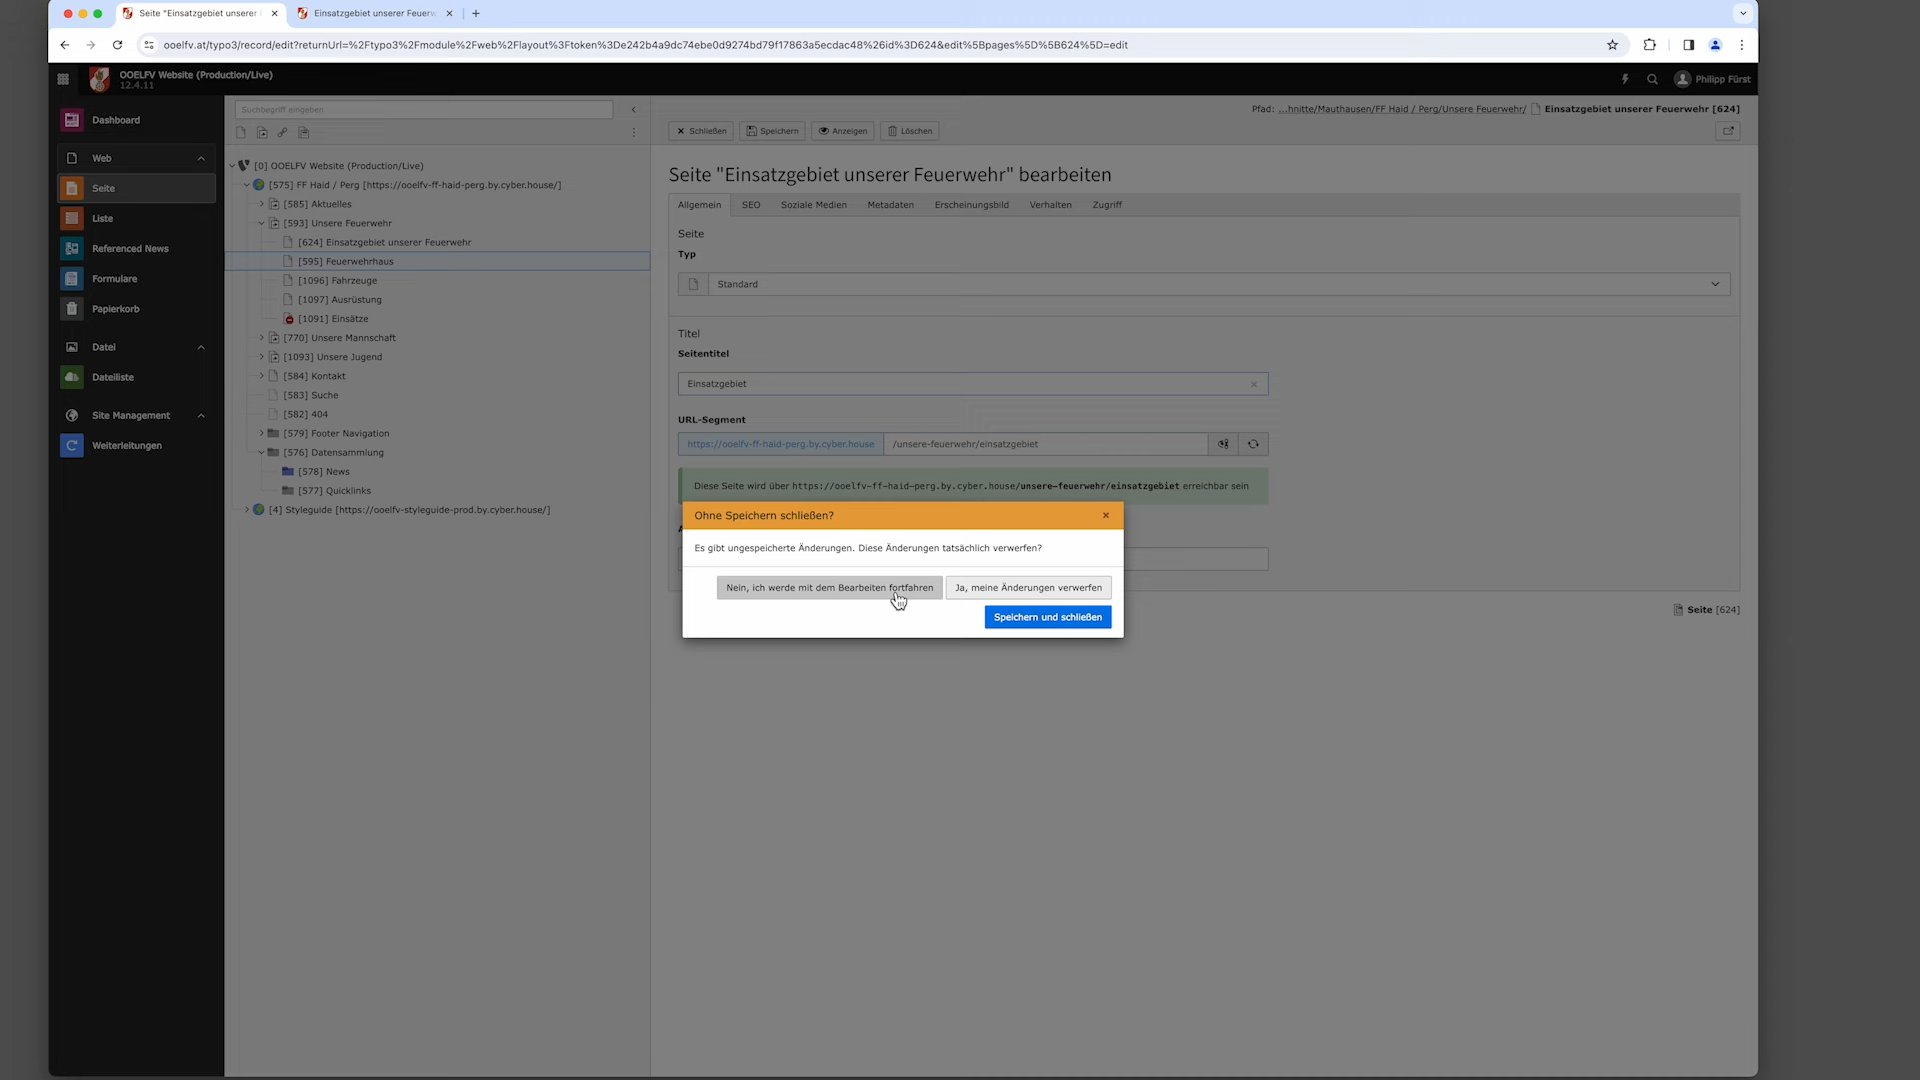 Seite "Einsatzgebiet unserer
Einsatzgebiet unserer Feuerw
ooelfv.at/typo3/record/edit?returnUrl=%2Ftypo3%2Fmodule%2Fweb%2Flayout%3Ftoken%3De242b4a9dc74ebe0d9274bd79f17863a5ecdac48%26id%3D624&edit%5Bpages%5D%5B624%5D=edit
OOELFV Website (Production/Live)
12.4.11
Philipp Fürst
Dashboard
Web
Seite
Liste
Referenced News
Formulare
Papierkorb
Datei
Dateiliste
Site Management
Weiterleitungen
Suchbegriff eingeben
[0] OOELFV Website (Production/Live)
[575] FF Haid / Perg [https://ooelfv-ff-haid-perg.by.cyber.house/]
[585] Aktuelles
[593] Unsere Feuerwehr
[624] Einsatzgebiet unserer Feuerwehr
[595] Feuerwehrhaus
[1096] Fahrzeuge
[1097] Ausrüstung
[1091] Einsätze
[770] Unsere Mannschaft
[1093] Unsere Jugend
[584] Kontakt
[583] Suche
[582] 404
[579] Footer Navigation
[576] Datensammlung
[578] News
[577] Quicklinks
[4] Styleguide [https://ooelfv-styleguide-prod.by.cyber.house/]
Pfad: ...hnitte/Mauthausen/FF Haid / Perg/Unsere Feuerwehr/ Einsatzgebiet unserer Feuerwehr [624]
Schließen Speichern Anzeigen Löschen
Seite "Einsatzgebiet unserer Feuerwehr" bearbeiten
Allgemein SEO Soziale Medien Metadaten Erscheinungsbild Verhalten Zugriff
Seite
Typ
Standard
Titel
Seitentitel
Einsatzgebiet
URL-Segment
https://ooelfv-ff-haid-perg.by.cyber.house /unsere-feuerwehr/einsatzgebiet
Diese Seite wird über https://ooelfv-ff-haid-perg.by.cyber.house/unsere-feuerwehr/einsatzgebiet erreichbar sein
Ohne Speichern schließen?
Es gibt ungespeicherte Änderungen. Diese Änderungen tatsächlich verwerfen?
Nein, ich werde mit dem Bearbeiten fortfahren Ja, meine Änderungen verwerfen
Speichern und schließen
Seite [624]